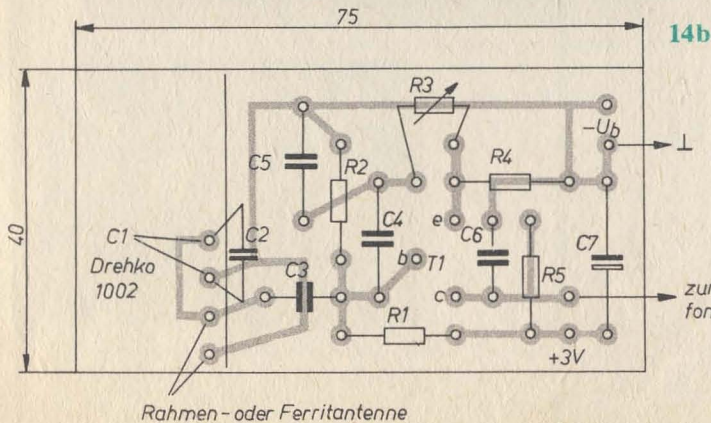 75
14b
R3
-Ub
⊥
C5
R2
R4
40
C4
e
C6
C7
C1
C2
Drehko
1002
b
T1
C3
R5
c
zur
fon
R1
+3V
Rahmen- oder Ferritantenne